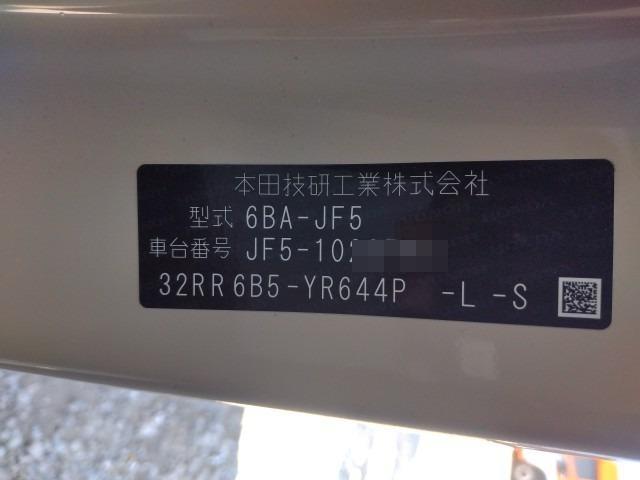 本田技研工業株式会社
型式 6BA-JF5
車台番号 JF5-102
32RR6B5-YR644P -L -S